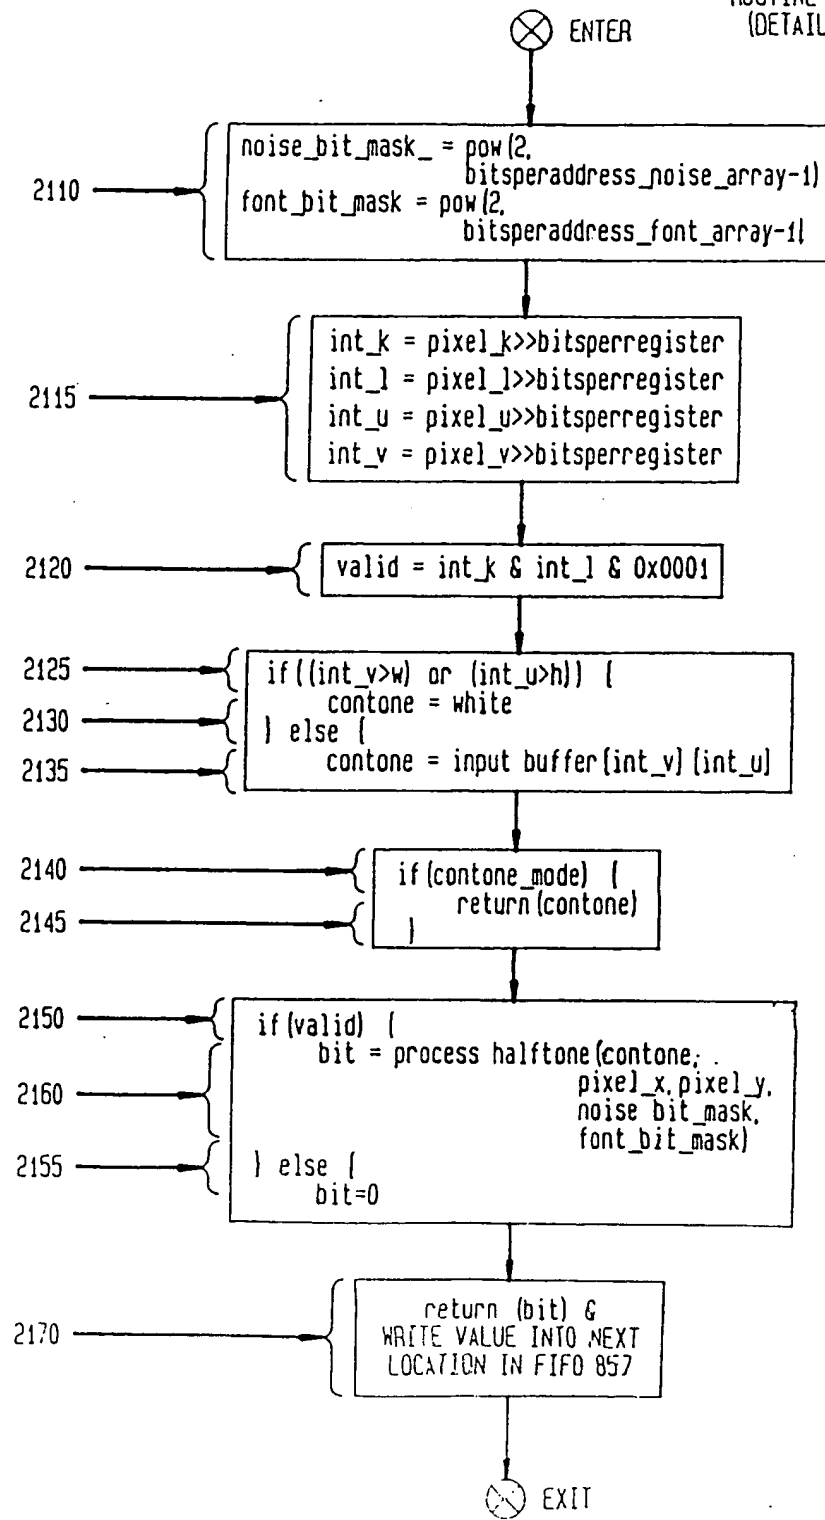 ROUTINE
(DETAIL
ENTER
2110
noise_bit_mask_ = pow(2,
bitsperaddress_noise_array-1)
font_bit_mask = pow(2,
bitsperaddress_font_array-1)
2115
int_k = pixel_k>>bitsperregister
int_l = pixel_l>>bitsperregister
int_u = pixel_u>>bitsperregister
int_v = pixel_v>>bitsperregister
2120
valid = int_k & int_l & 0x0001
2125
if((int_v>w) or (int_u>h)) {
2130
contone = white
} else {
2135
contone = input buffer[int_v][int_u]
2140
if(contone_mode) {
2145
return(contone)
}
2150
if(valid) {
2160
bit = process halftone(contone,
pixel_x,pixel_y,
noise bit_mask,
font_bit_mask)
2155
} else {
bit=0
2170
return (bit) &
WRITE VALUE INTO NEXT
LOCATION IN FIFO 857
EXIT